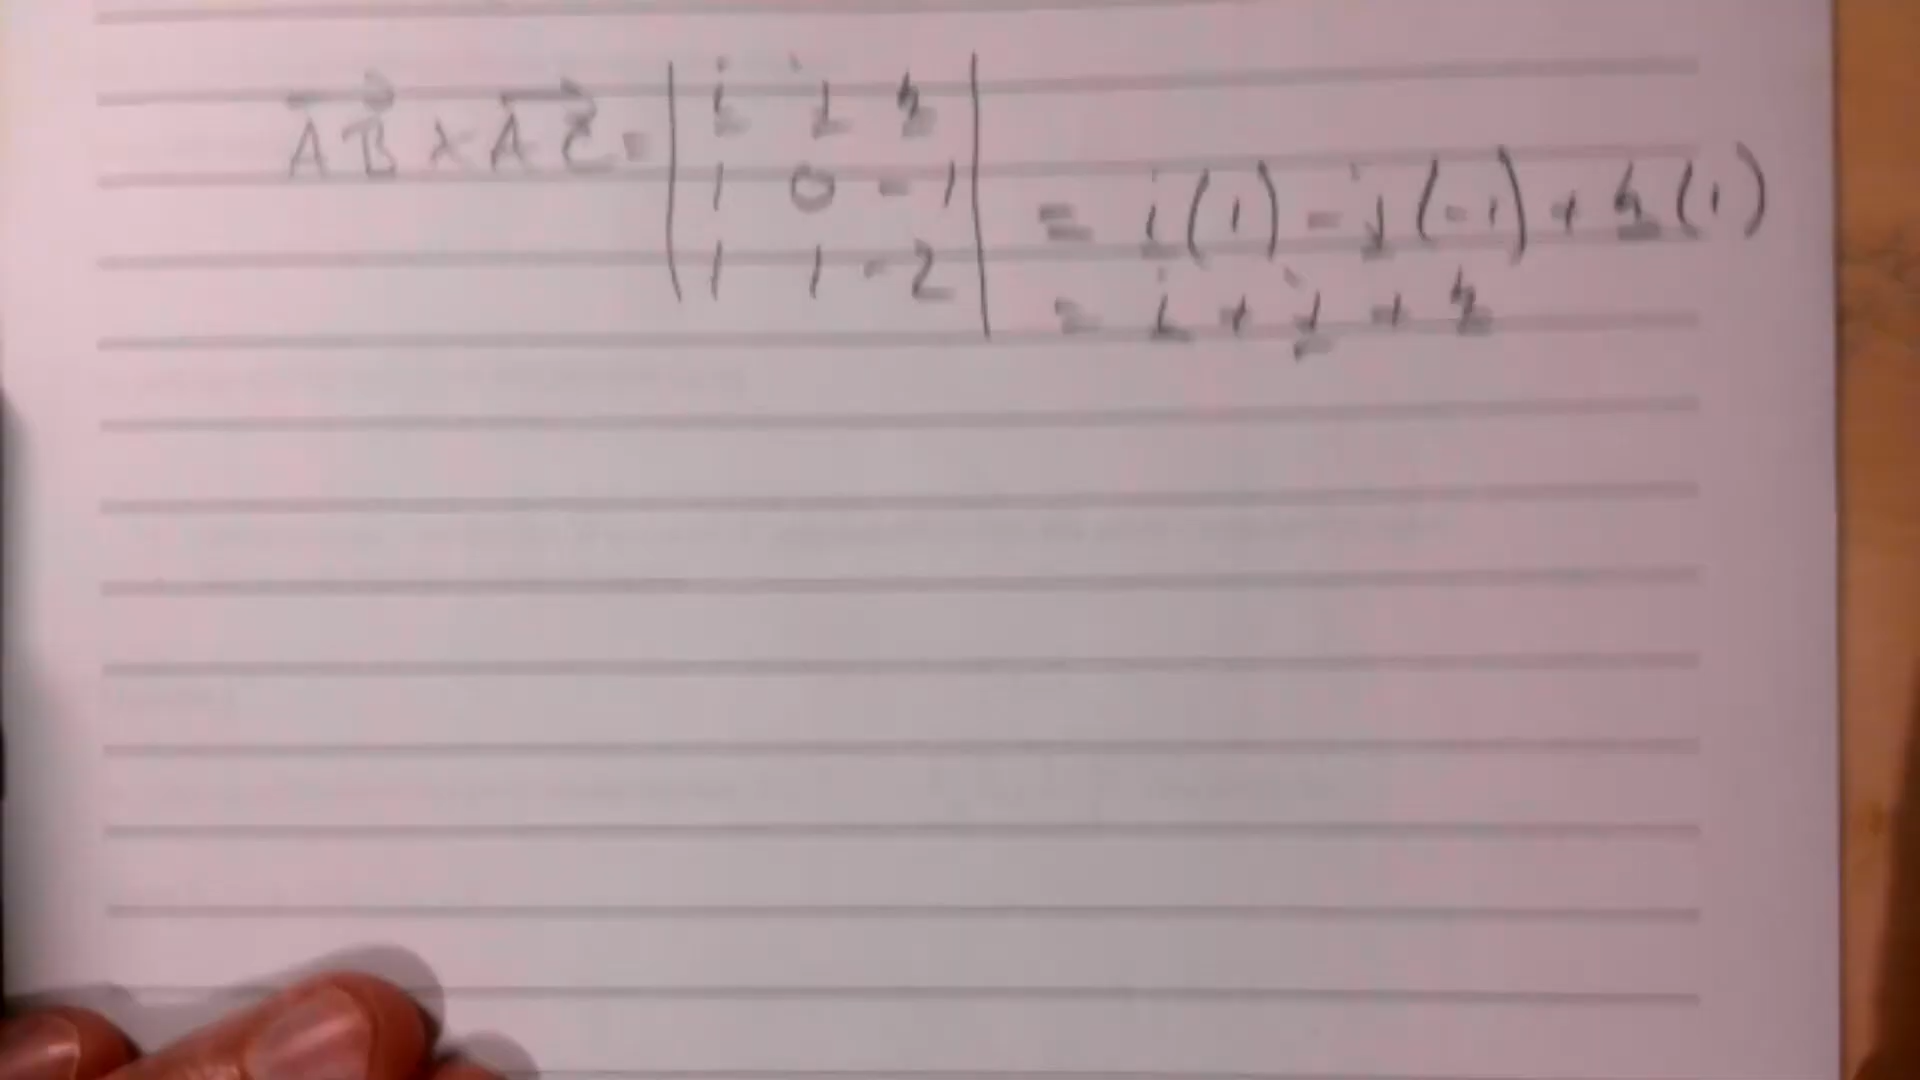 AB × AC = | i j k |
| 1 0 -1 | = i(1) - j(-1) + k(1)
| 1 1 -2 | = i + j + k